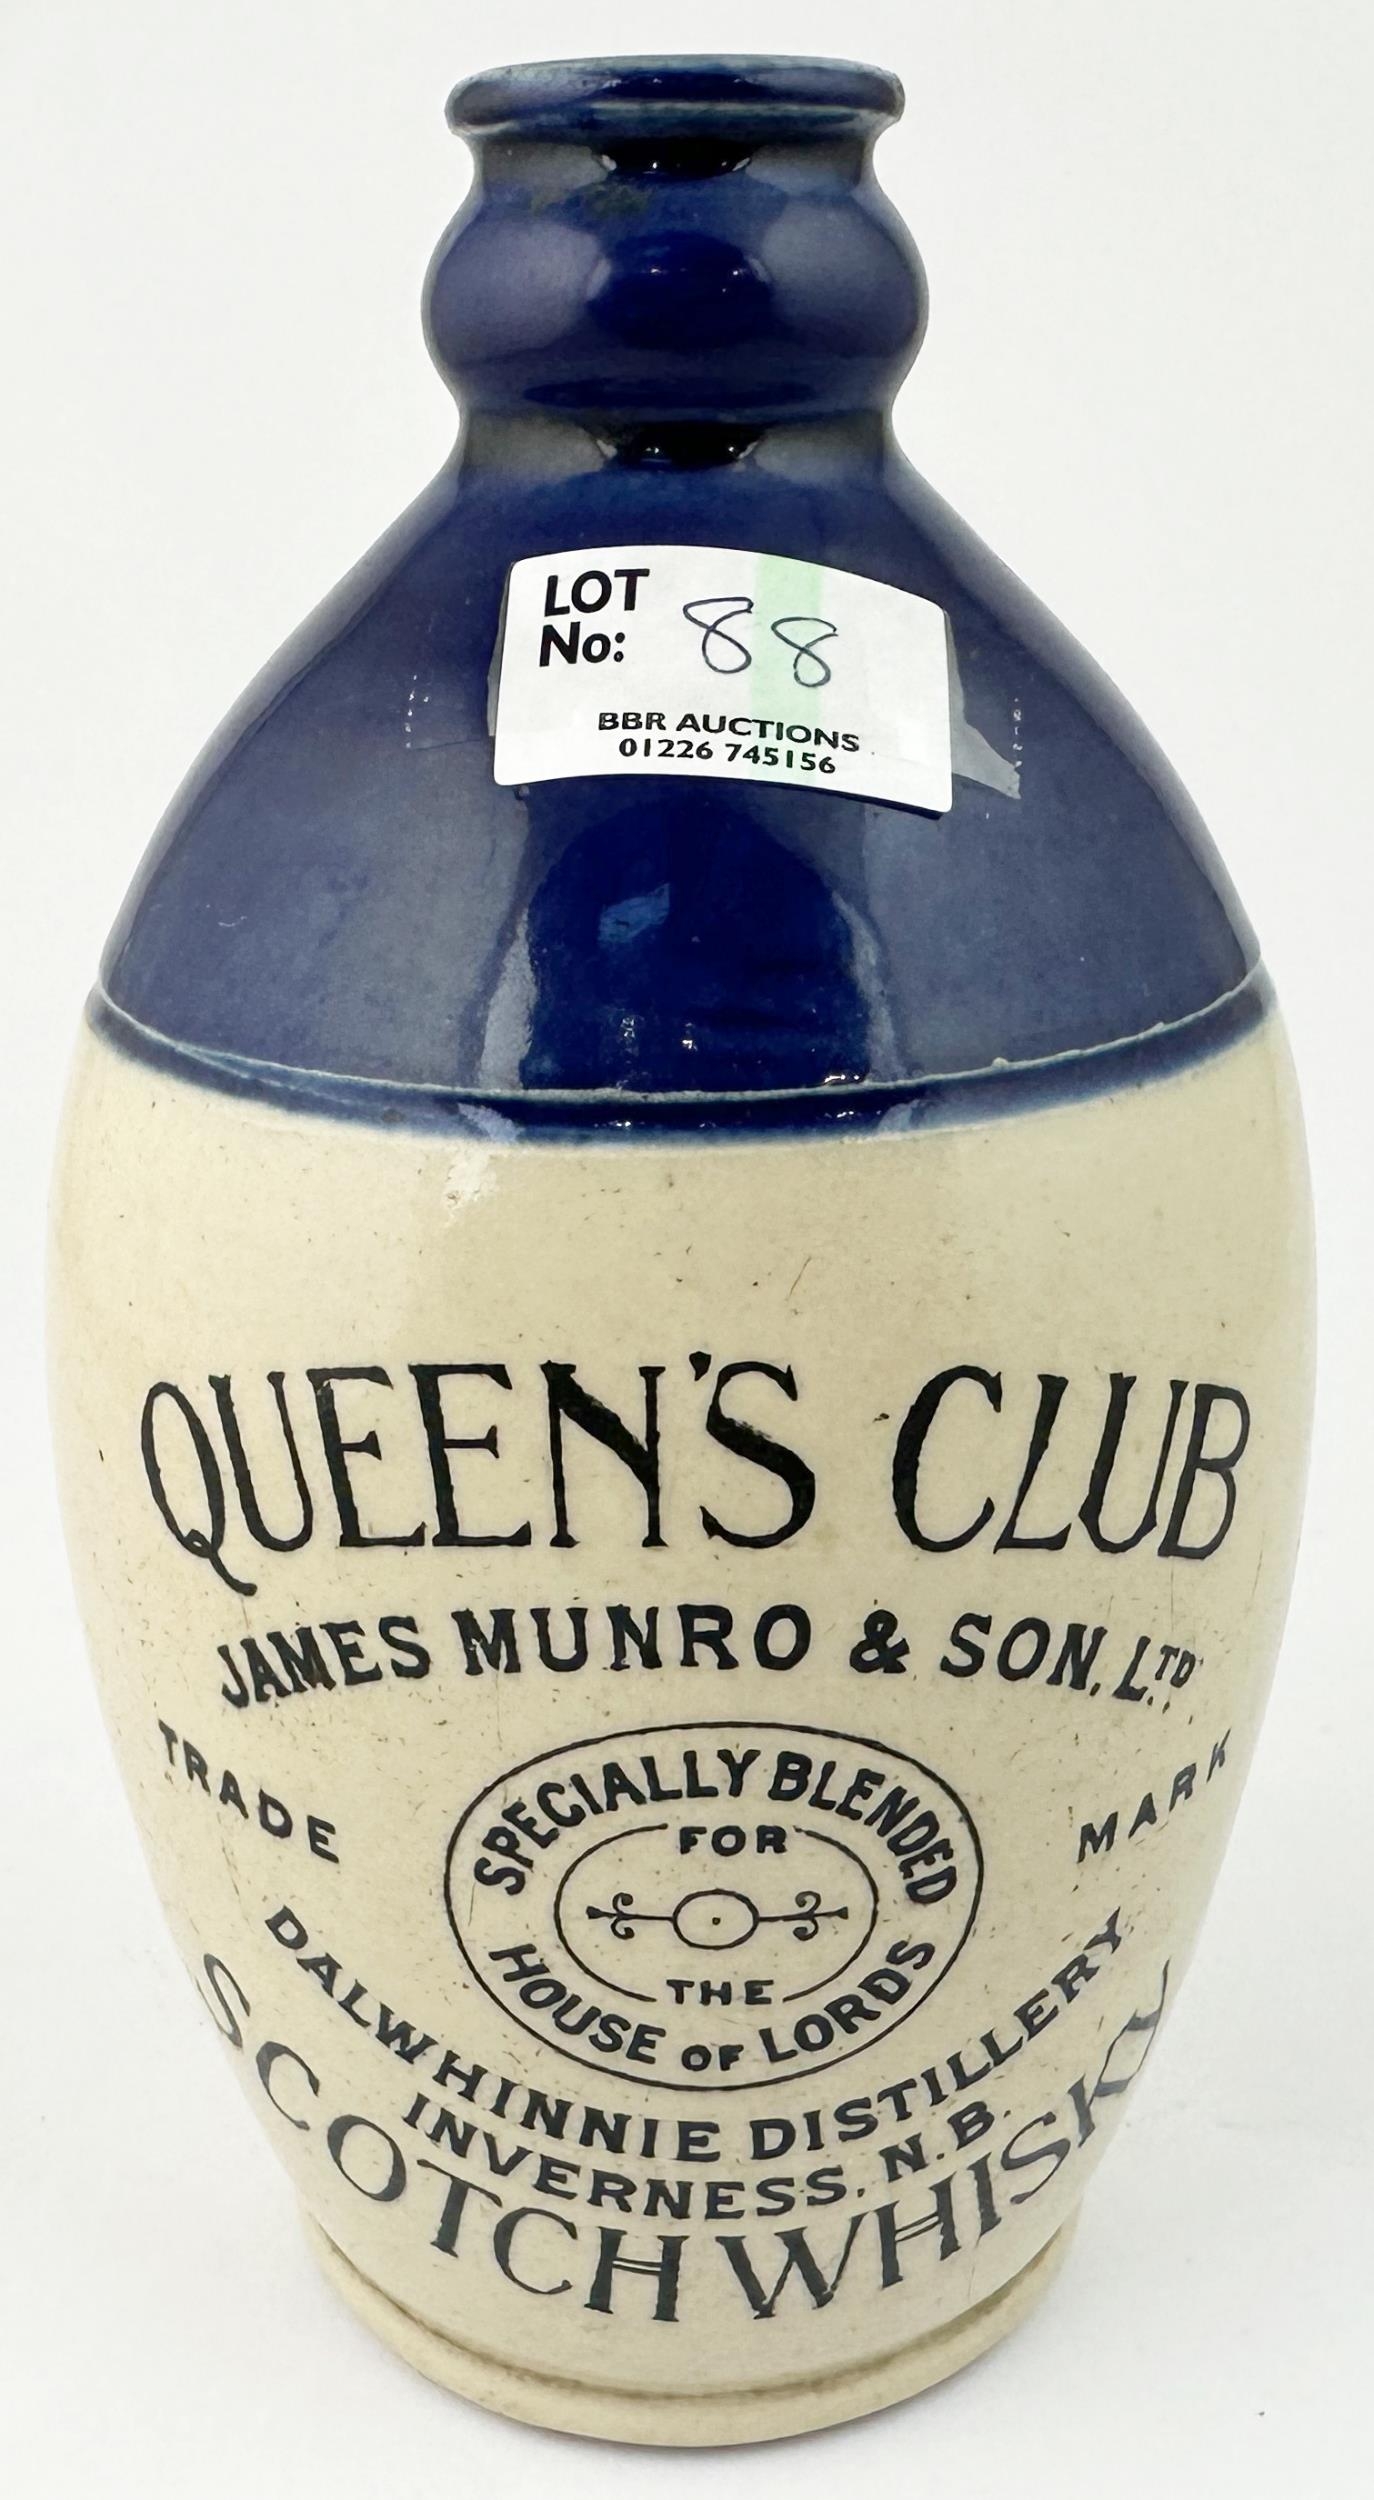 LOT
No: 88
BBR AUCTIONS
01226 745156
QUEEN'S CLUB
JAMES MUNRO & SON, LTD
TRADE MARK
SPECIALLY BLENDED
FOR
THE
HOUSE OF LORDS
DALWHINNIE DISTILLERY
INVERNESS. N.B.
SCOTCH WHISKY